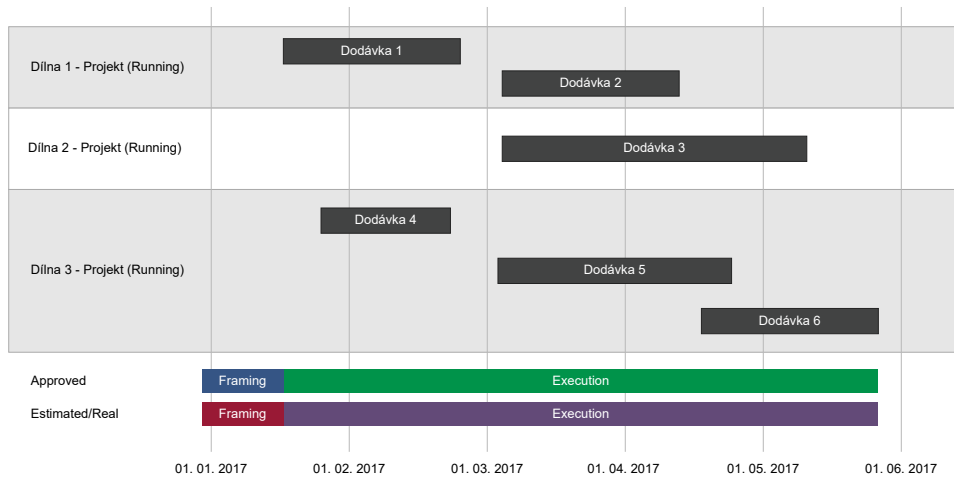 Dílna 1 - Projekt (Running)
Dodávka 1
Dodávka 2
Dílna 2 - Projekt (Running)
Dodávka 3
Dílna 3 - Projekt (Running)
Dodávka 4
Dodávka 5
Dodávka 6
Approved
Framing
Execution
Estimated/Real
Framing
Execution
01. 01. 2017
01. 02. 2017
01. 03. 2017
01. 04. 2017
01. 05. 2017
01. 06. 2017